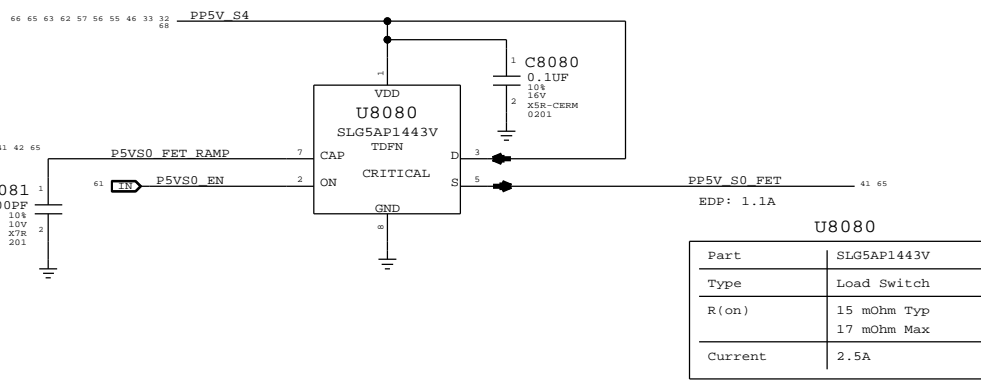 66 65 63 62 57 56 55 46 33 32
68
PP5V_S4
1
C8080
0.1UF
10%
16V
X5R-CERM
0201
2
1
VDD
U8080
SLG5AP1443V
TDFN
CRITICAL
41 42 65
P5VS0_FET_RAMP
7
CAP
D
3
61
IN
P5VS0_EN
2
ON
S
5
PP5V_S0_FET
41 65
EDP: 1.1A
081
1
00PF
10%
10V
X7R
201
2
GND
8
U8080
Part
SLG5AP1443V
Type
Load Switch
R(on)
15 mOhm Typ
17 mOhm Max
Current
2.5A